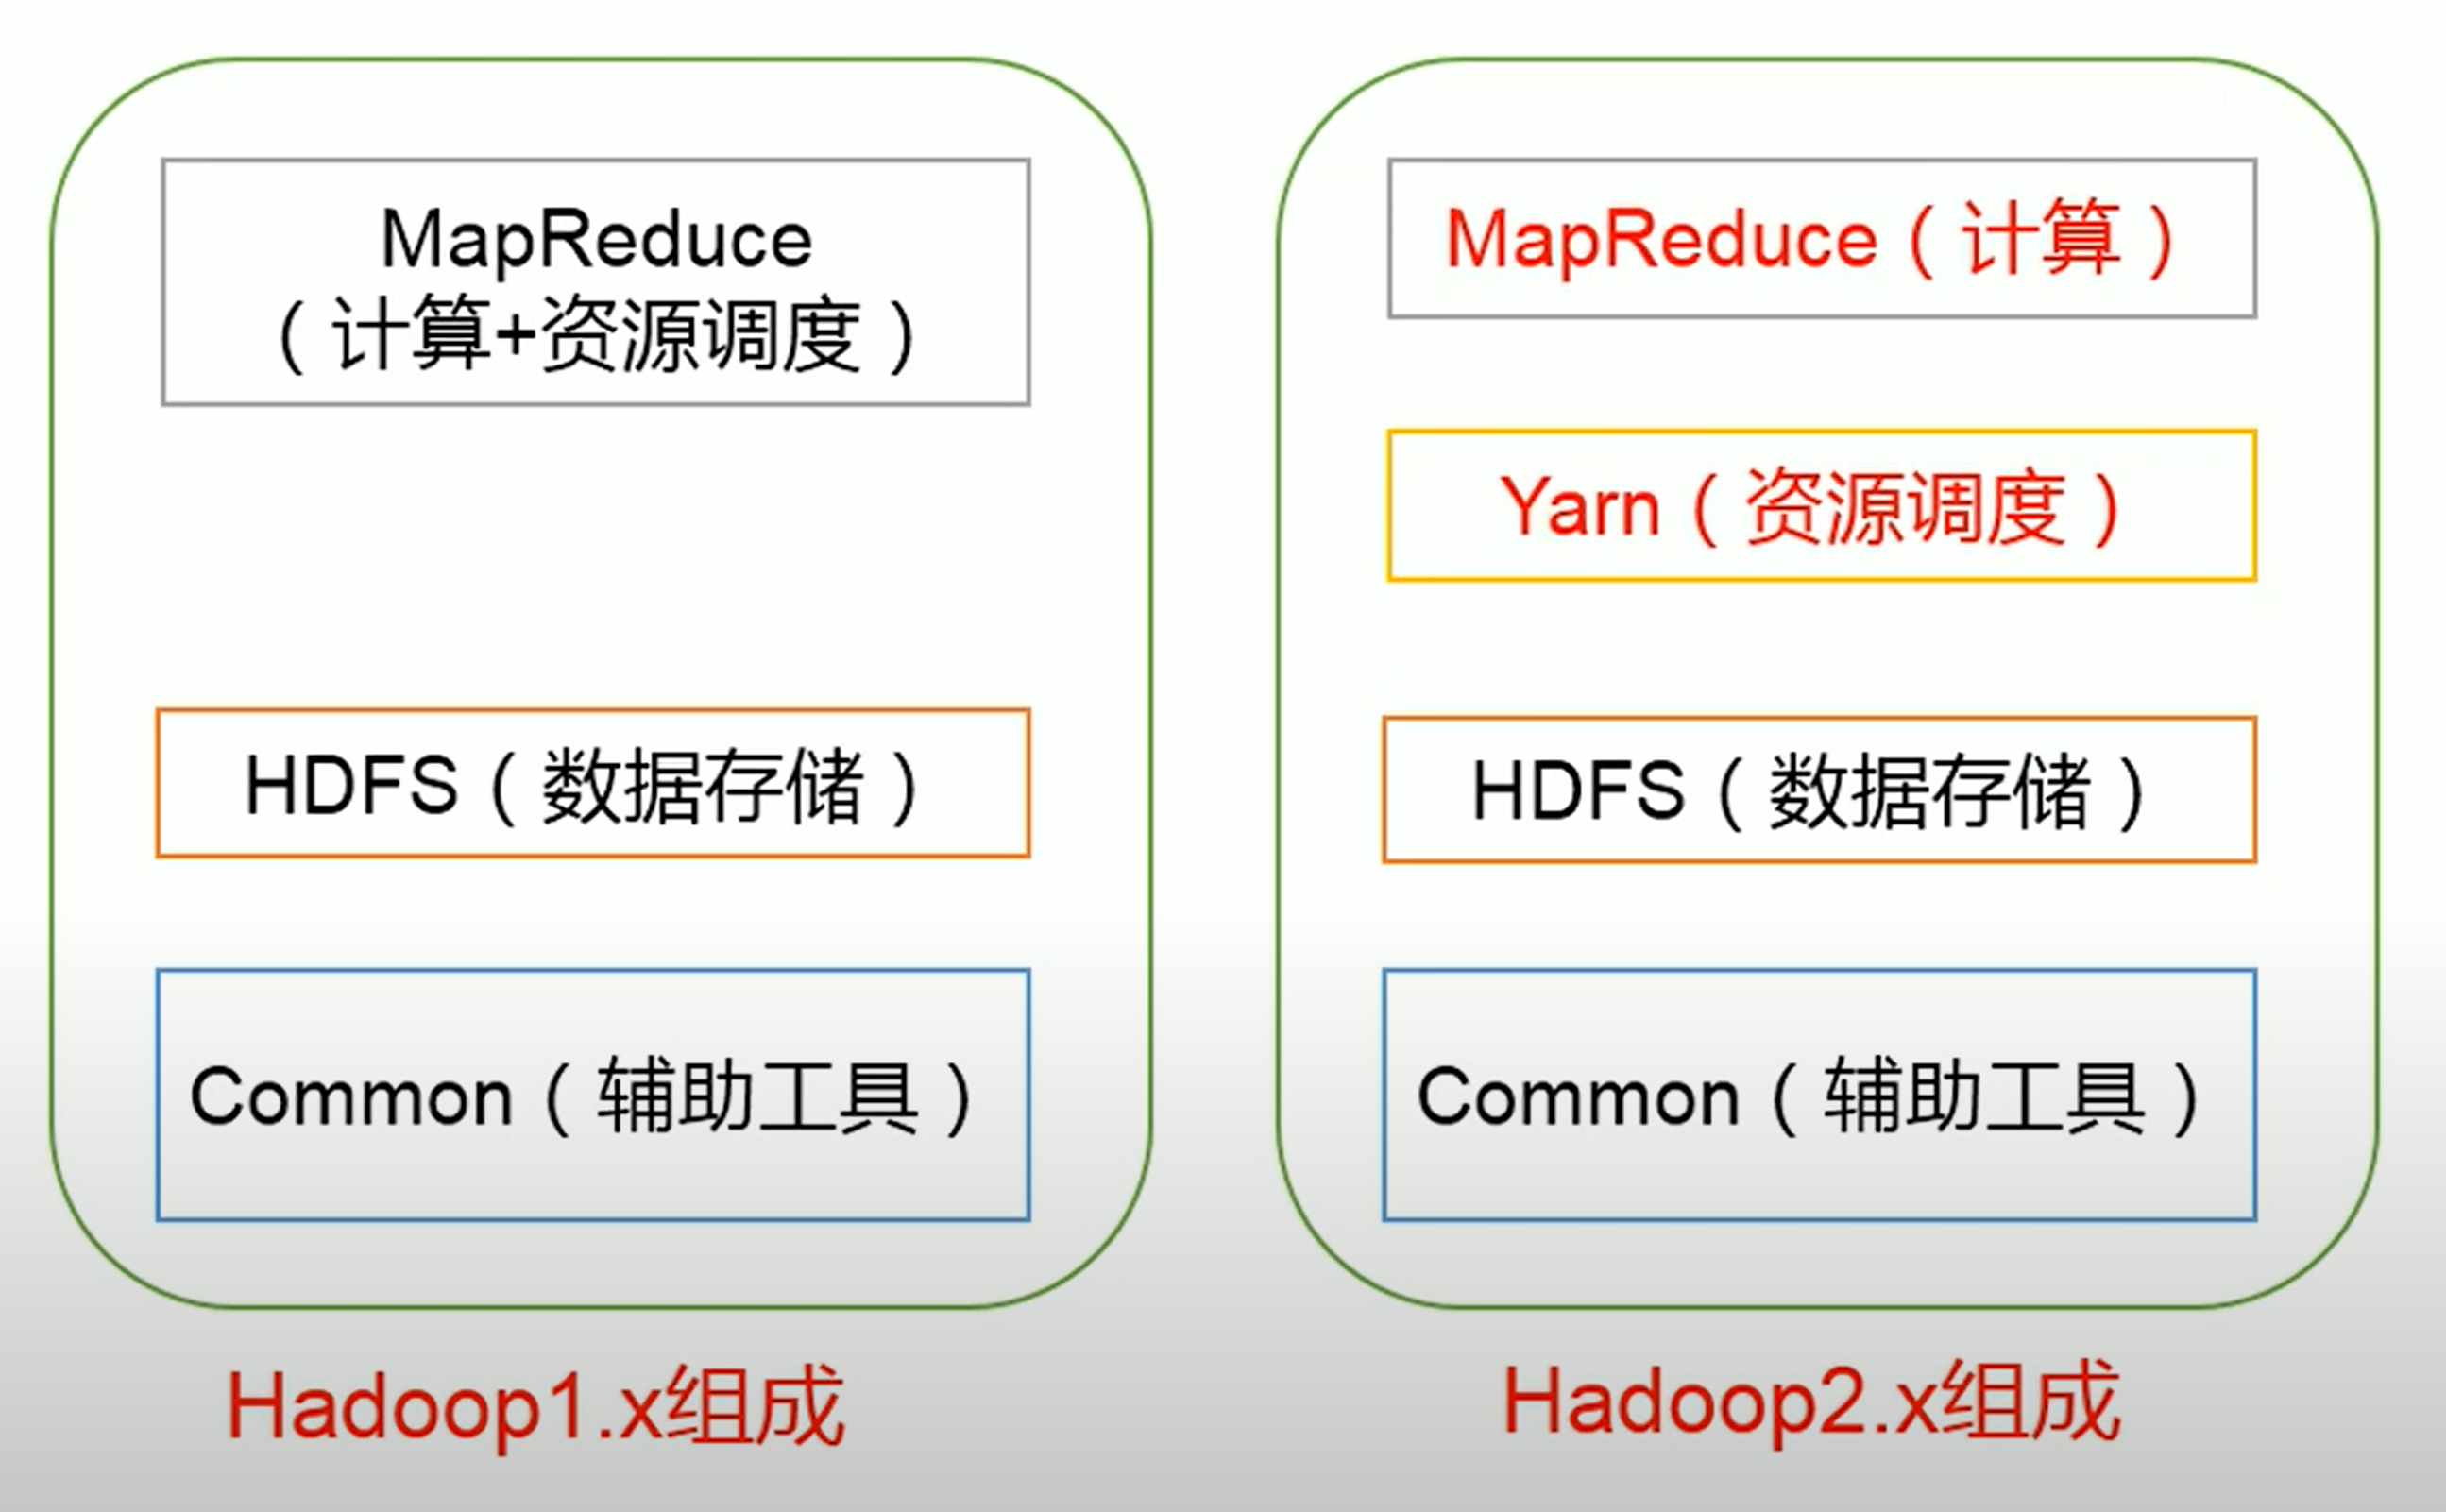 MapReduce
（计算+资源调度）
HDFS（数据存储）
Common（辅助工具）
Hadoop1.x组成
MapReduce（计算）
Yarn（资源调度）
HDFS（数据存储）
Common（辅助工具）
Hadoop2.x组成